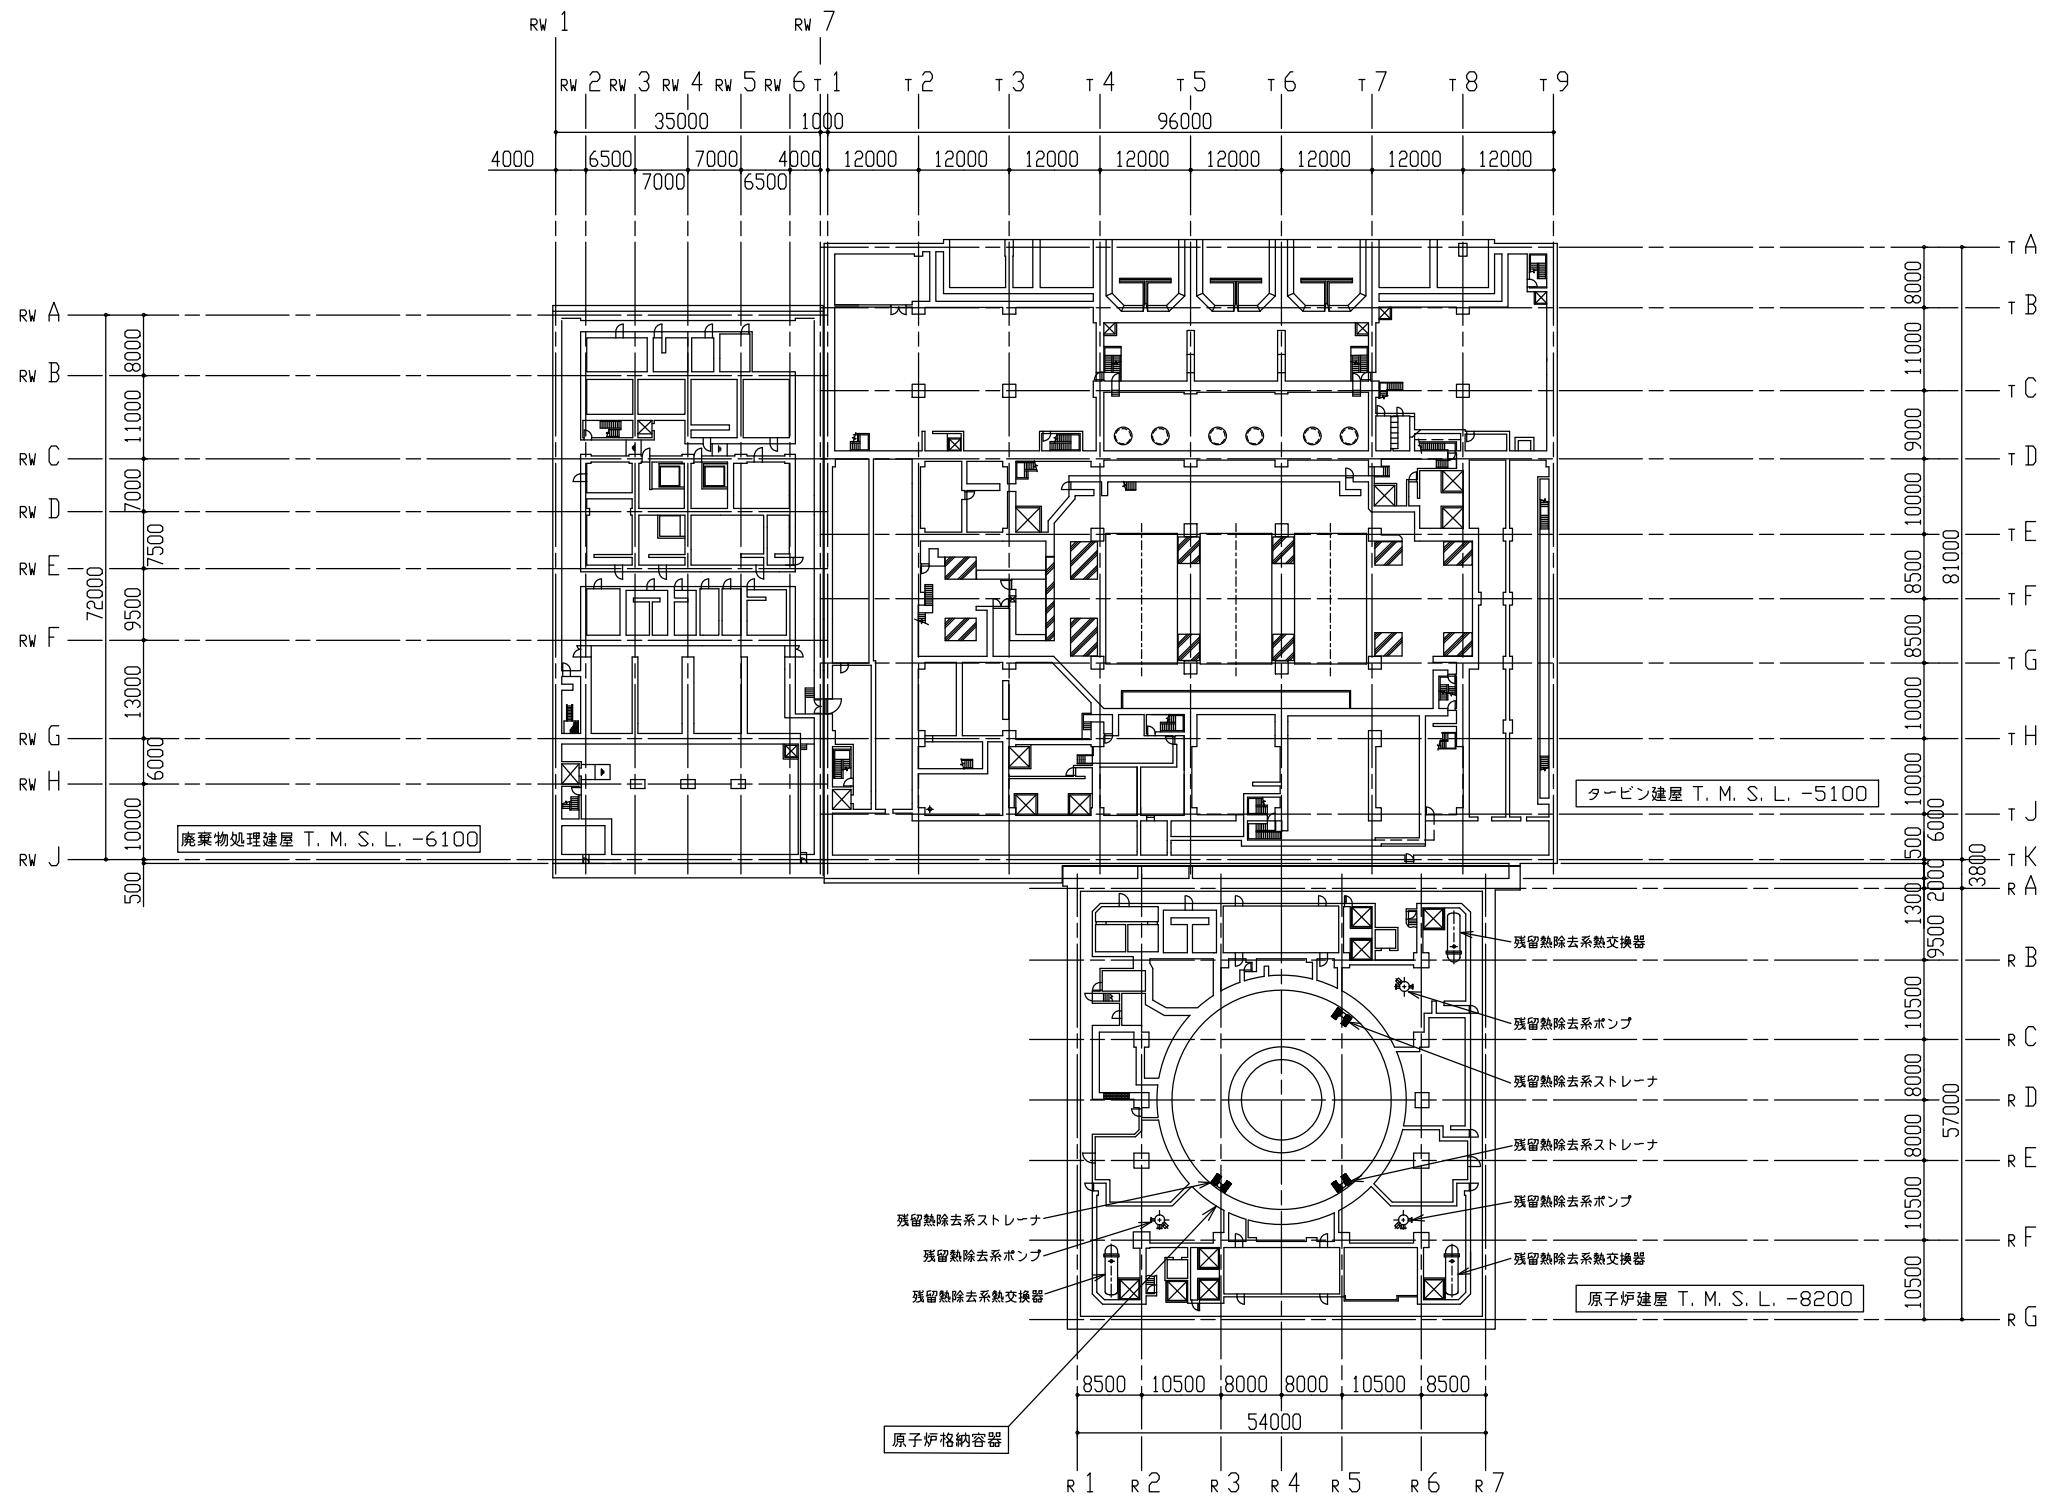 RW 1
RW 7
RW 2 RW 3 RW 4 RW 5 RW 6 T 1 T 2 T 3 T 4 T 5 T 6 T 7 T 8 T 9
35000 1000 96000
4000 6500 7000 4000 12000 12000 12000 12000 12000 12000 12000 12000
7000 6500
T A
8000
T B
11000
T C
9000
T D
10000
T E
8500
81000
T F
8500
T G
10000
T H
10000
T J
6000
500
T K
3800
2000
1300
RW A
8000
RW B
11000
RW C
7000
RW D
7500
RW E
72000
9500
RW F
13000
RW G
6000
RW H
10000
RW J
500
廃棄物処理建屋 T. M. S. L. -6100
タービン建屋 T. M. S. L. -5100
R A
9500
R B
10500
R C
8000
R D
57000
8000
R E
10500
R F
10500
R G
残留熱除去系熱交換器
残留熱除去系ポンプ
残留熱除去系ストレーナ
残留熱除去系ストレーナ
残留熱除去系ポンプ
残留熱除去系熱交換器
残留熱除去系ストレーナ
残留熱除去系ポンプ
残留熱除去系熱交換器
原子炉建屋 T. M. S. L. -8200
原子炉格納容器
8500 10500 8000 8000 10500 8500
54000
R 1 R 2 R 3 R 4 R 5 R 6 R 7